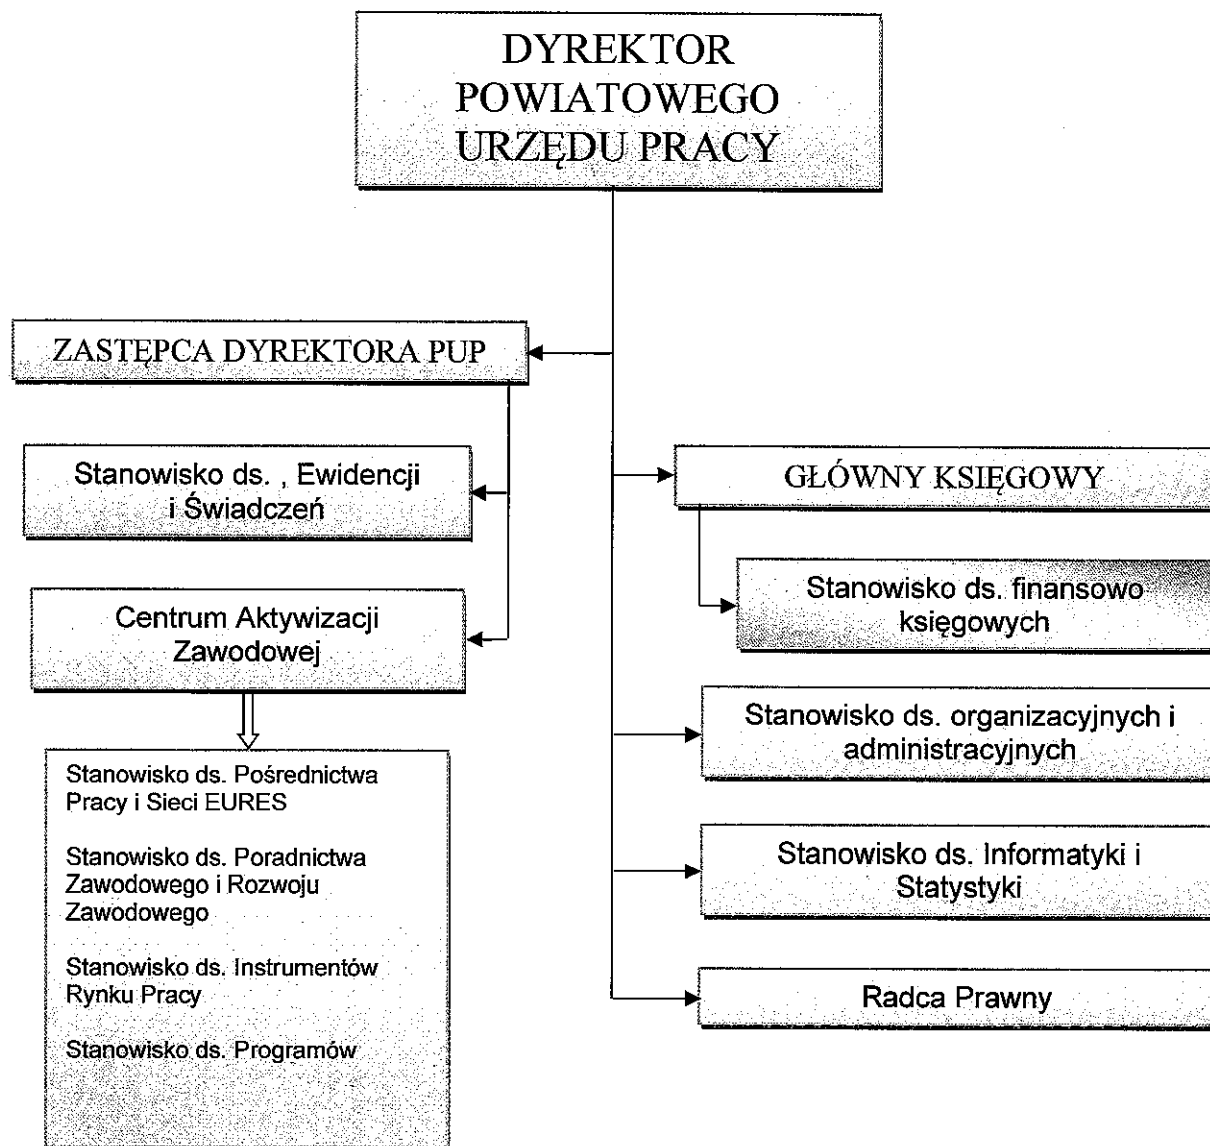 DYREKTOR
POWIATOWEGO
URZĘDU PRACY
ZASTĘPCA DYREKTORA PUP
Stanowisko ds. , Ewidencji
i Świadczeń
Centrum Aktywizacji
Zawodowej
Stanowisko ds. Pośrednictwa
Pracy i Sieci EURES
Stanowisko ds. Poradnictwa
Zawodowego i Rozwoju
Zawodowego
Stanowisko ds. Instrumentów
Rynku Pracy
Stanowisko ds. Programów
GŁÓWNY KSIĘGOWY
Stanowisko ds. finansowo
księgowych
Stanowisko ds. organizacyjnych i
administracyjnych
Stanowisko ds. Informatyki i
Statystyki
Radca Prawny